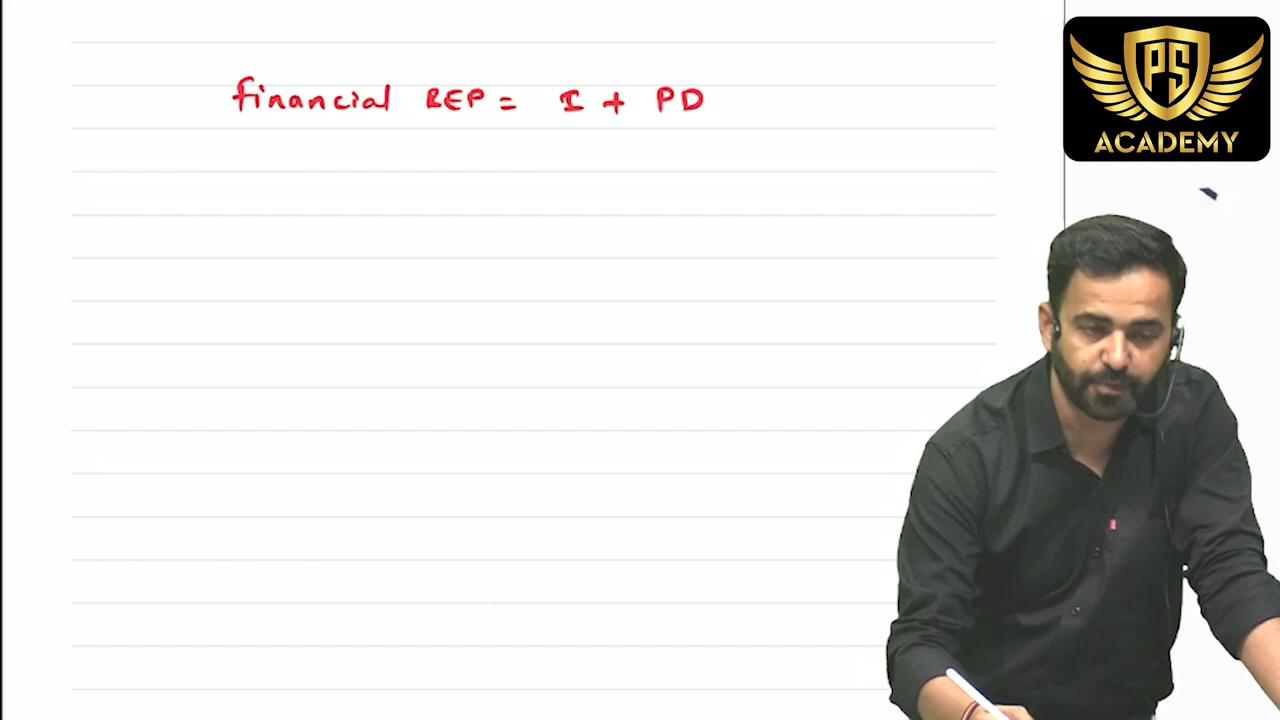 financial BEP = I + PD
PS
ACADEMY